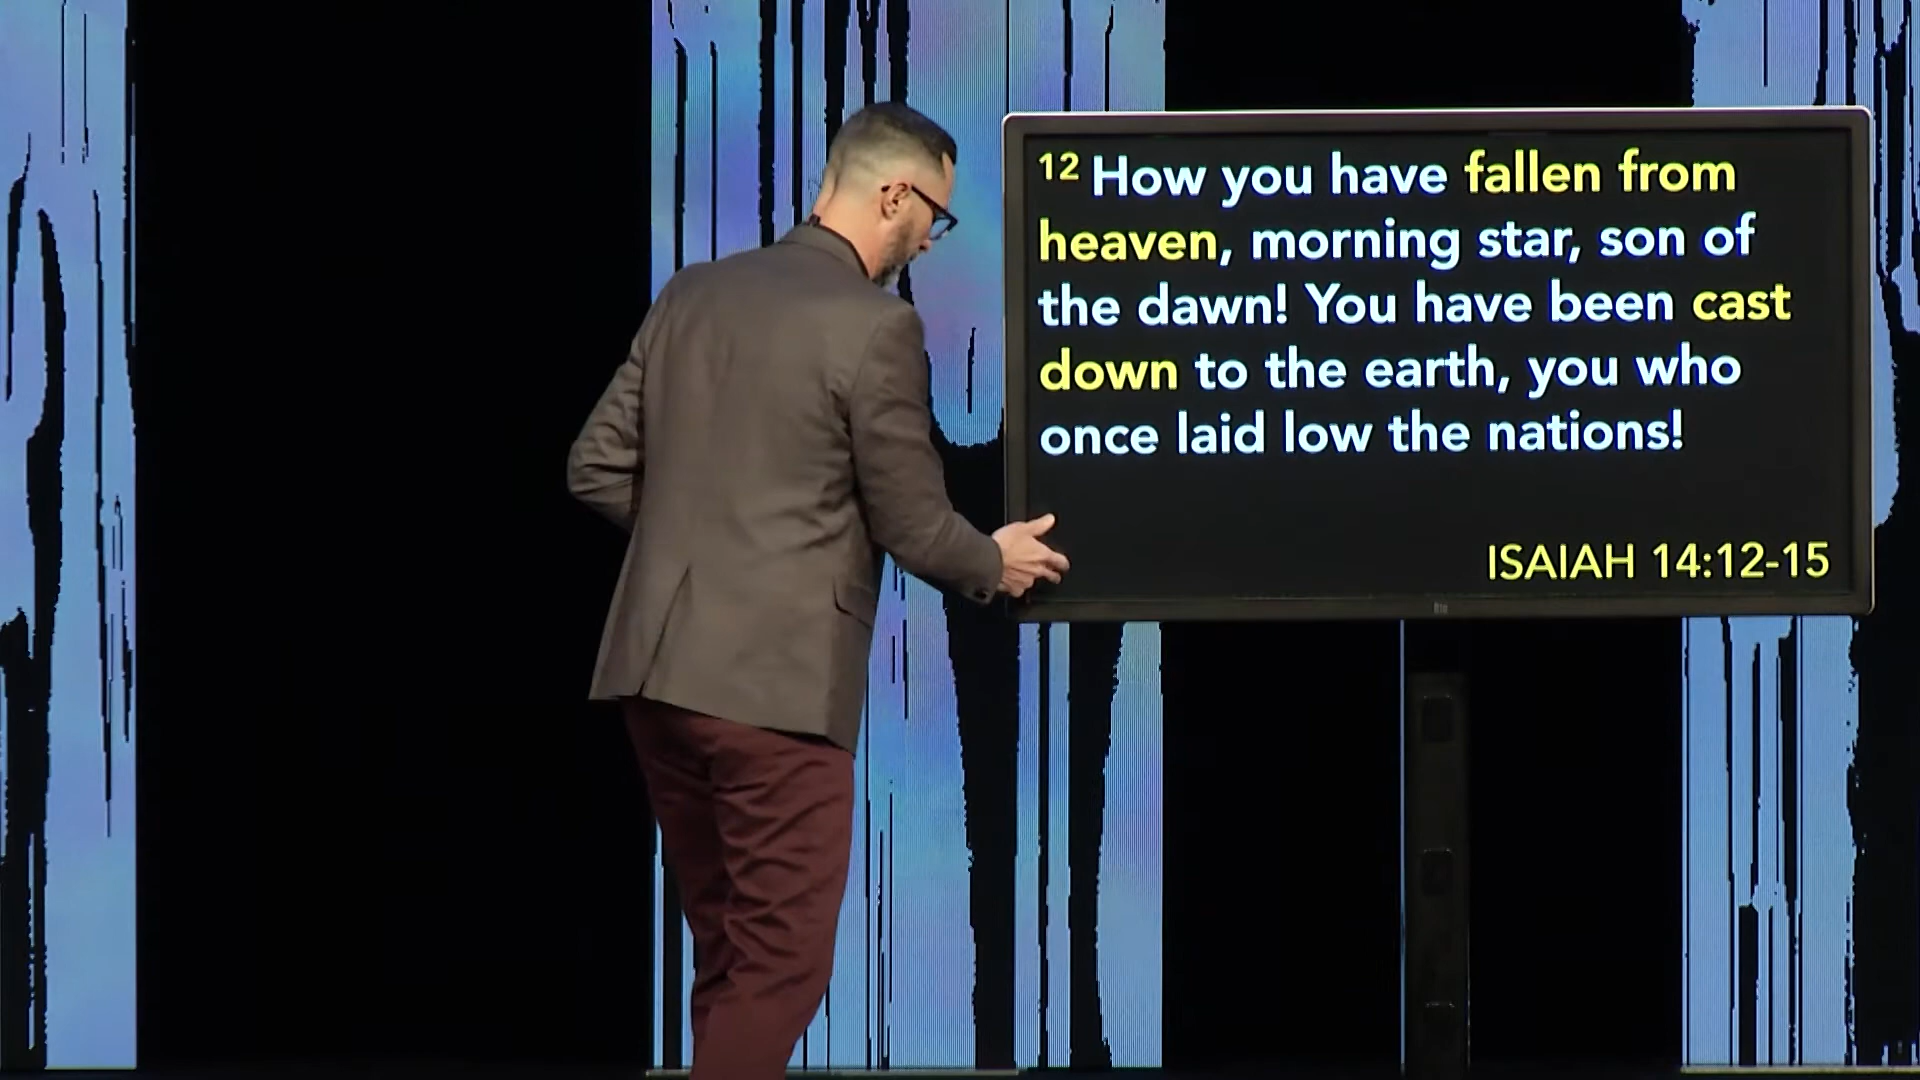 12 How you have fallen from
heaven, morning star, son of
the dawn! You have been cast
down to the earth, you who
once laid low the nations!
ISAIAH 14:12-15